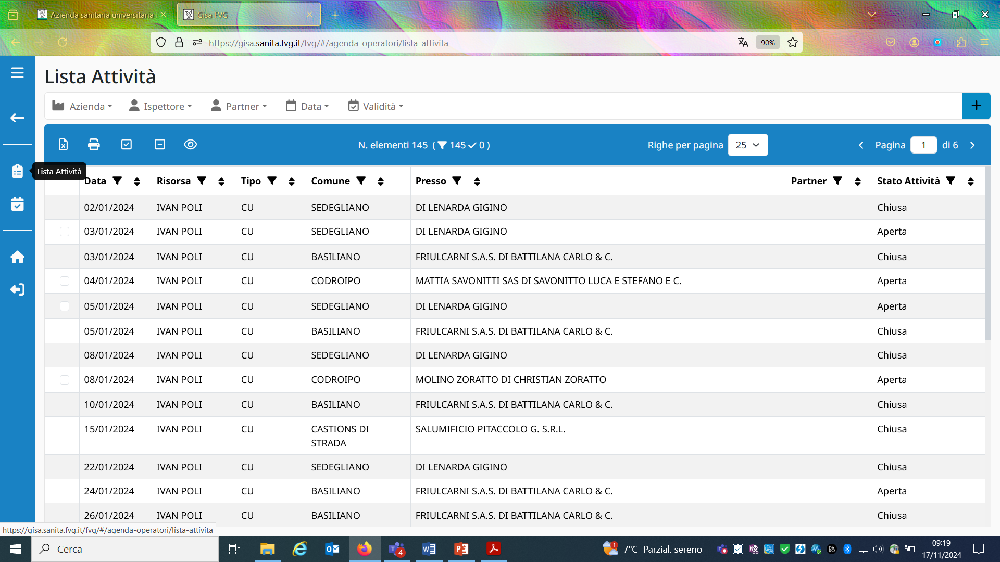 Azienda sanitaria universitaria
Gisa FVG
https://gisa.sanita.fvg.it/fvg/#/agenda-operatori/lista-attivita
90%
Lista Attività
Azienda Ispettore Partner Data Validità
N. elementi 145 ( 145 0 )
Righe per pagina 25
Pagina 1 di 6
Lista Attività
Data Risorsa Tipo Comune Presso Partner Stato Attività
02/01/2024 IVAN POLI CU SEDEGLIANO DI LENARDA GIGINO Chiusa
03/01/2024 IVAN POLI CU SEDEGLIANO DI LENARDA GIGINO Aperta
03/01/2024 IVAN POLI CU BASILIANO FRIULCARNI S.A.S. DI BATTILANA CARLO & C. Chiusa
04/01/2024 IVAN POLI CU CODROIPO MATTIA SAVONITTI SAS DI SAVONITTO LUCA E STEFANO E C. Aperta
05/01/2024 IVAN POLI CU SEDEGLIANO DI LENARDA GIGINO Aperta
05/01/2024 IVAN POLI CU BASILIANO FRIULCARNI S.A.S. DI BATTILANA CARLO & C. Chiusa
08/01/2024 IVAN POLI CU SEDEGLIANO DI LENARDA GIGINO Chiusa
08/01/2024 IVAN POLI CU CODROIPO MOLINO ZORATTO DI CHRISTIAN ZORATTO Aperta
10/01/2024 IVAN POLI CU BASILIANO FRIULCARNI S.A.S. DI BATTILANA CARLO & C. Chiusa
15/01/2024 IVAN POLI CU CASTIONS DI SALUMIFICIO PITACCOLO G. S.R.L. Chiusa
STRADA
22/01/2024 IVAN POLI CU SEDEGLIANO DI LENARDA GIGINO Chiusa
24/01/2024 IVAN POLI CU BASILIANO FRIULCARNI S.A.S. DI BATTILANA CARLO & C. Aperta
26/01/2024 IVAN POLI CU BASILIANO FRIULCARNI S.A.S. DI BATTILANA CARLO & C. Chiusa
https://gisa.sanita.fvg.it/fvg/#/agenda-operatori/lista-attivita
Cerca
4
1
7°C Parzial. sereno
09:19
17/11/2024